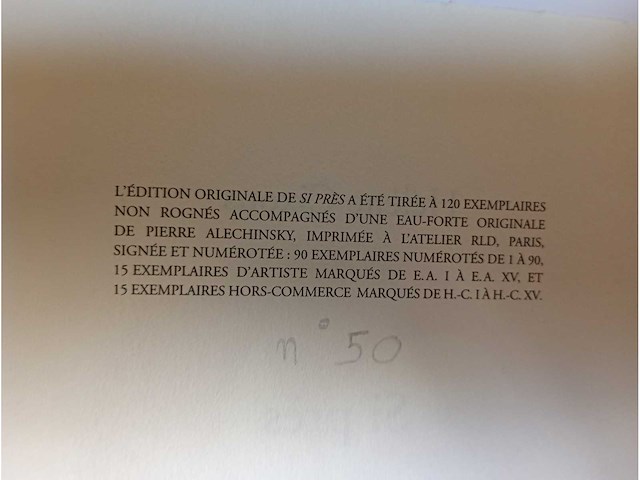 L'ÉDITION ORIGINALE DE SI PRÈS A ÉTÉ TIRÉE À 120 EXEMPLAIRES
NON ROGNÉS ACCOMPAGNÉS D'UNE EAU-FORTE ORIGINALE
DE PIERRE ALECHINSKY, IMPRIMÉE À L'ATELIER RLD, PARIS,
SIGNÉE ET NUMÉROTÉE : 90 EXEMPLAIRES NUMÉROTÉS DE 1 À 90,
15 EXEMPLAIRES D'ARTISTE MARQUÉS DE E.A. I À E.A. XV, ET
15 EXEMPLAIRES HORS-COMMERCE MARQUÉS DE H.-C. I À H.-C. XV.
n° 50